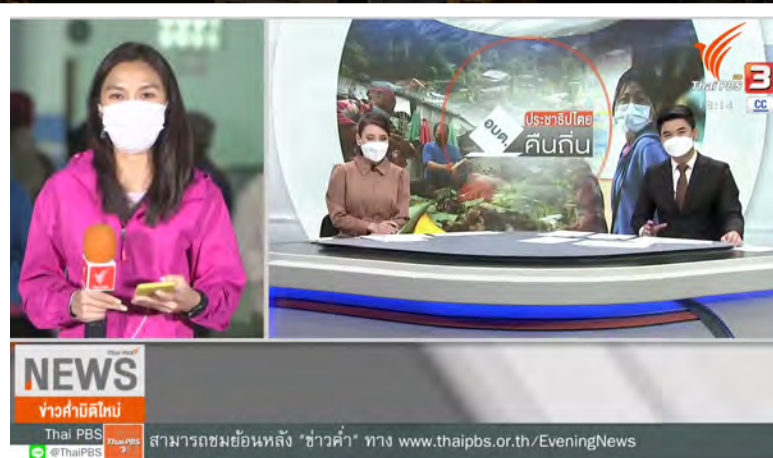 Thai PBS
3
18:14
CC
อบต.
ประชาธิปไตย
คืนถิ่น
NEWS
ข่าวค่ำมิติใหม่
Thai PBS
@ThaiPBS
สามารถชมย้อนหลัง "ข่าวค่ำ" ทาง www.thaipbs.or.th/EveningNews